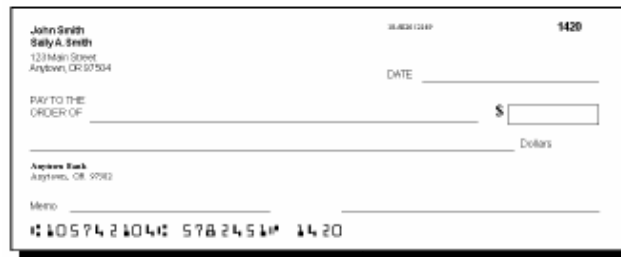 John Smith 1420
Sally A. Smith
123 Main Street
Anytown, OR 97504
DATE
PAY TO THE
ORDER OF $
Dollars
Anytown Bank
Anytown, OR 97502
Memo
⑆105742104⑆ 5782451⑈ 1420